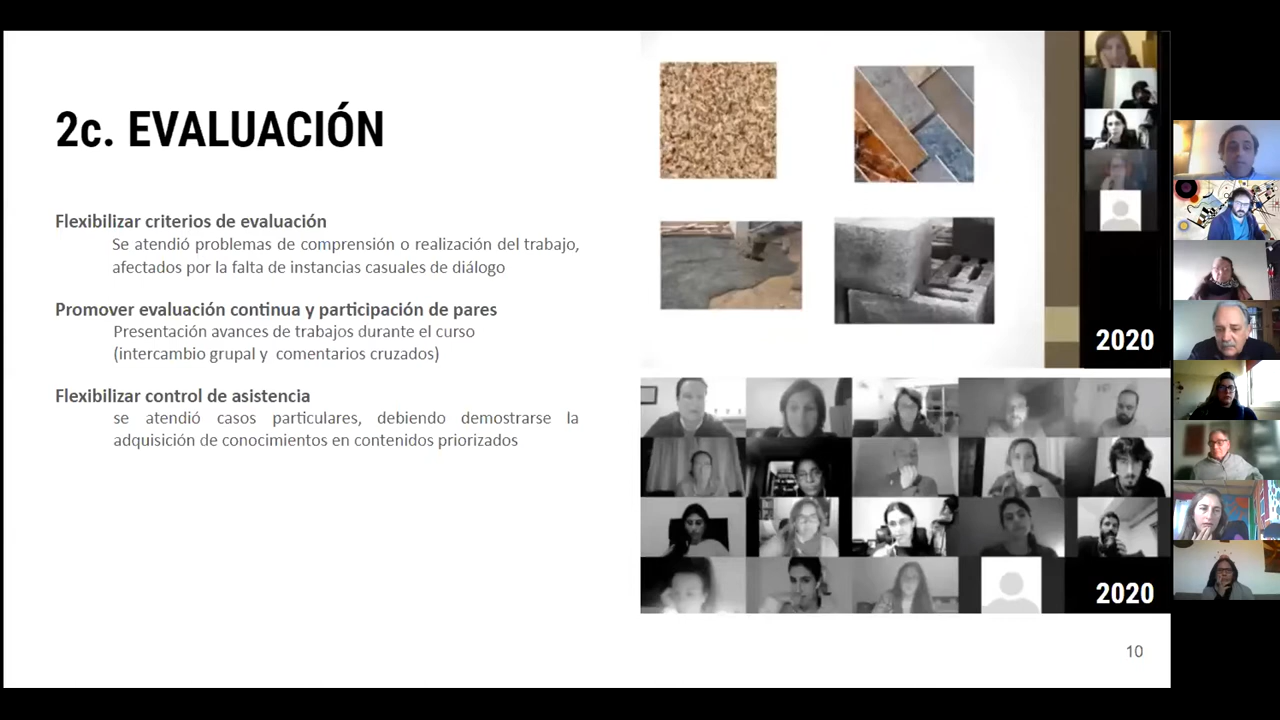 2c. EVALUACIÓN
Flexibilizar criterios de evaluación
Se atendió problemas de comprensión o realización del trabajo,
afectados por la falta de instancias casuales de diálogo
Promover evaluación continua y participación de pares
Presentación avances de trabajos durante el curso
(intercambio grupal y comentarios cruzados)
Flexibilizar control de asistencia
se atendió casos particulares, debiendo demostrarse la
adquisición de conocimientos en contenidos priorizados
2020
2020
10